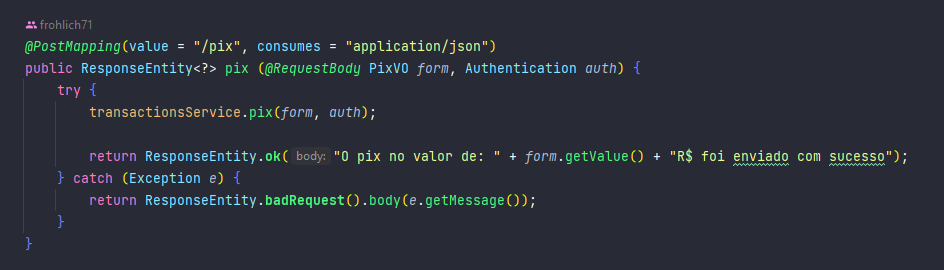 frohlich71
@PostMapping(value = "/pix", consumes = "application/json")
public ResponseEntity<?> pix (@RequestBody PixVO form, Authentication auth) {
try {
transactionsService.pix(form, auth);
return ResponseEntity.ok( body: "O pix no valor de: " + form.getValue() + "R$ foi enviado com sucesso");
} catch (Exception e) {
return ResponseEntity.badRequest().body(e.getMessage());
}
}